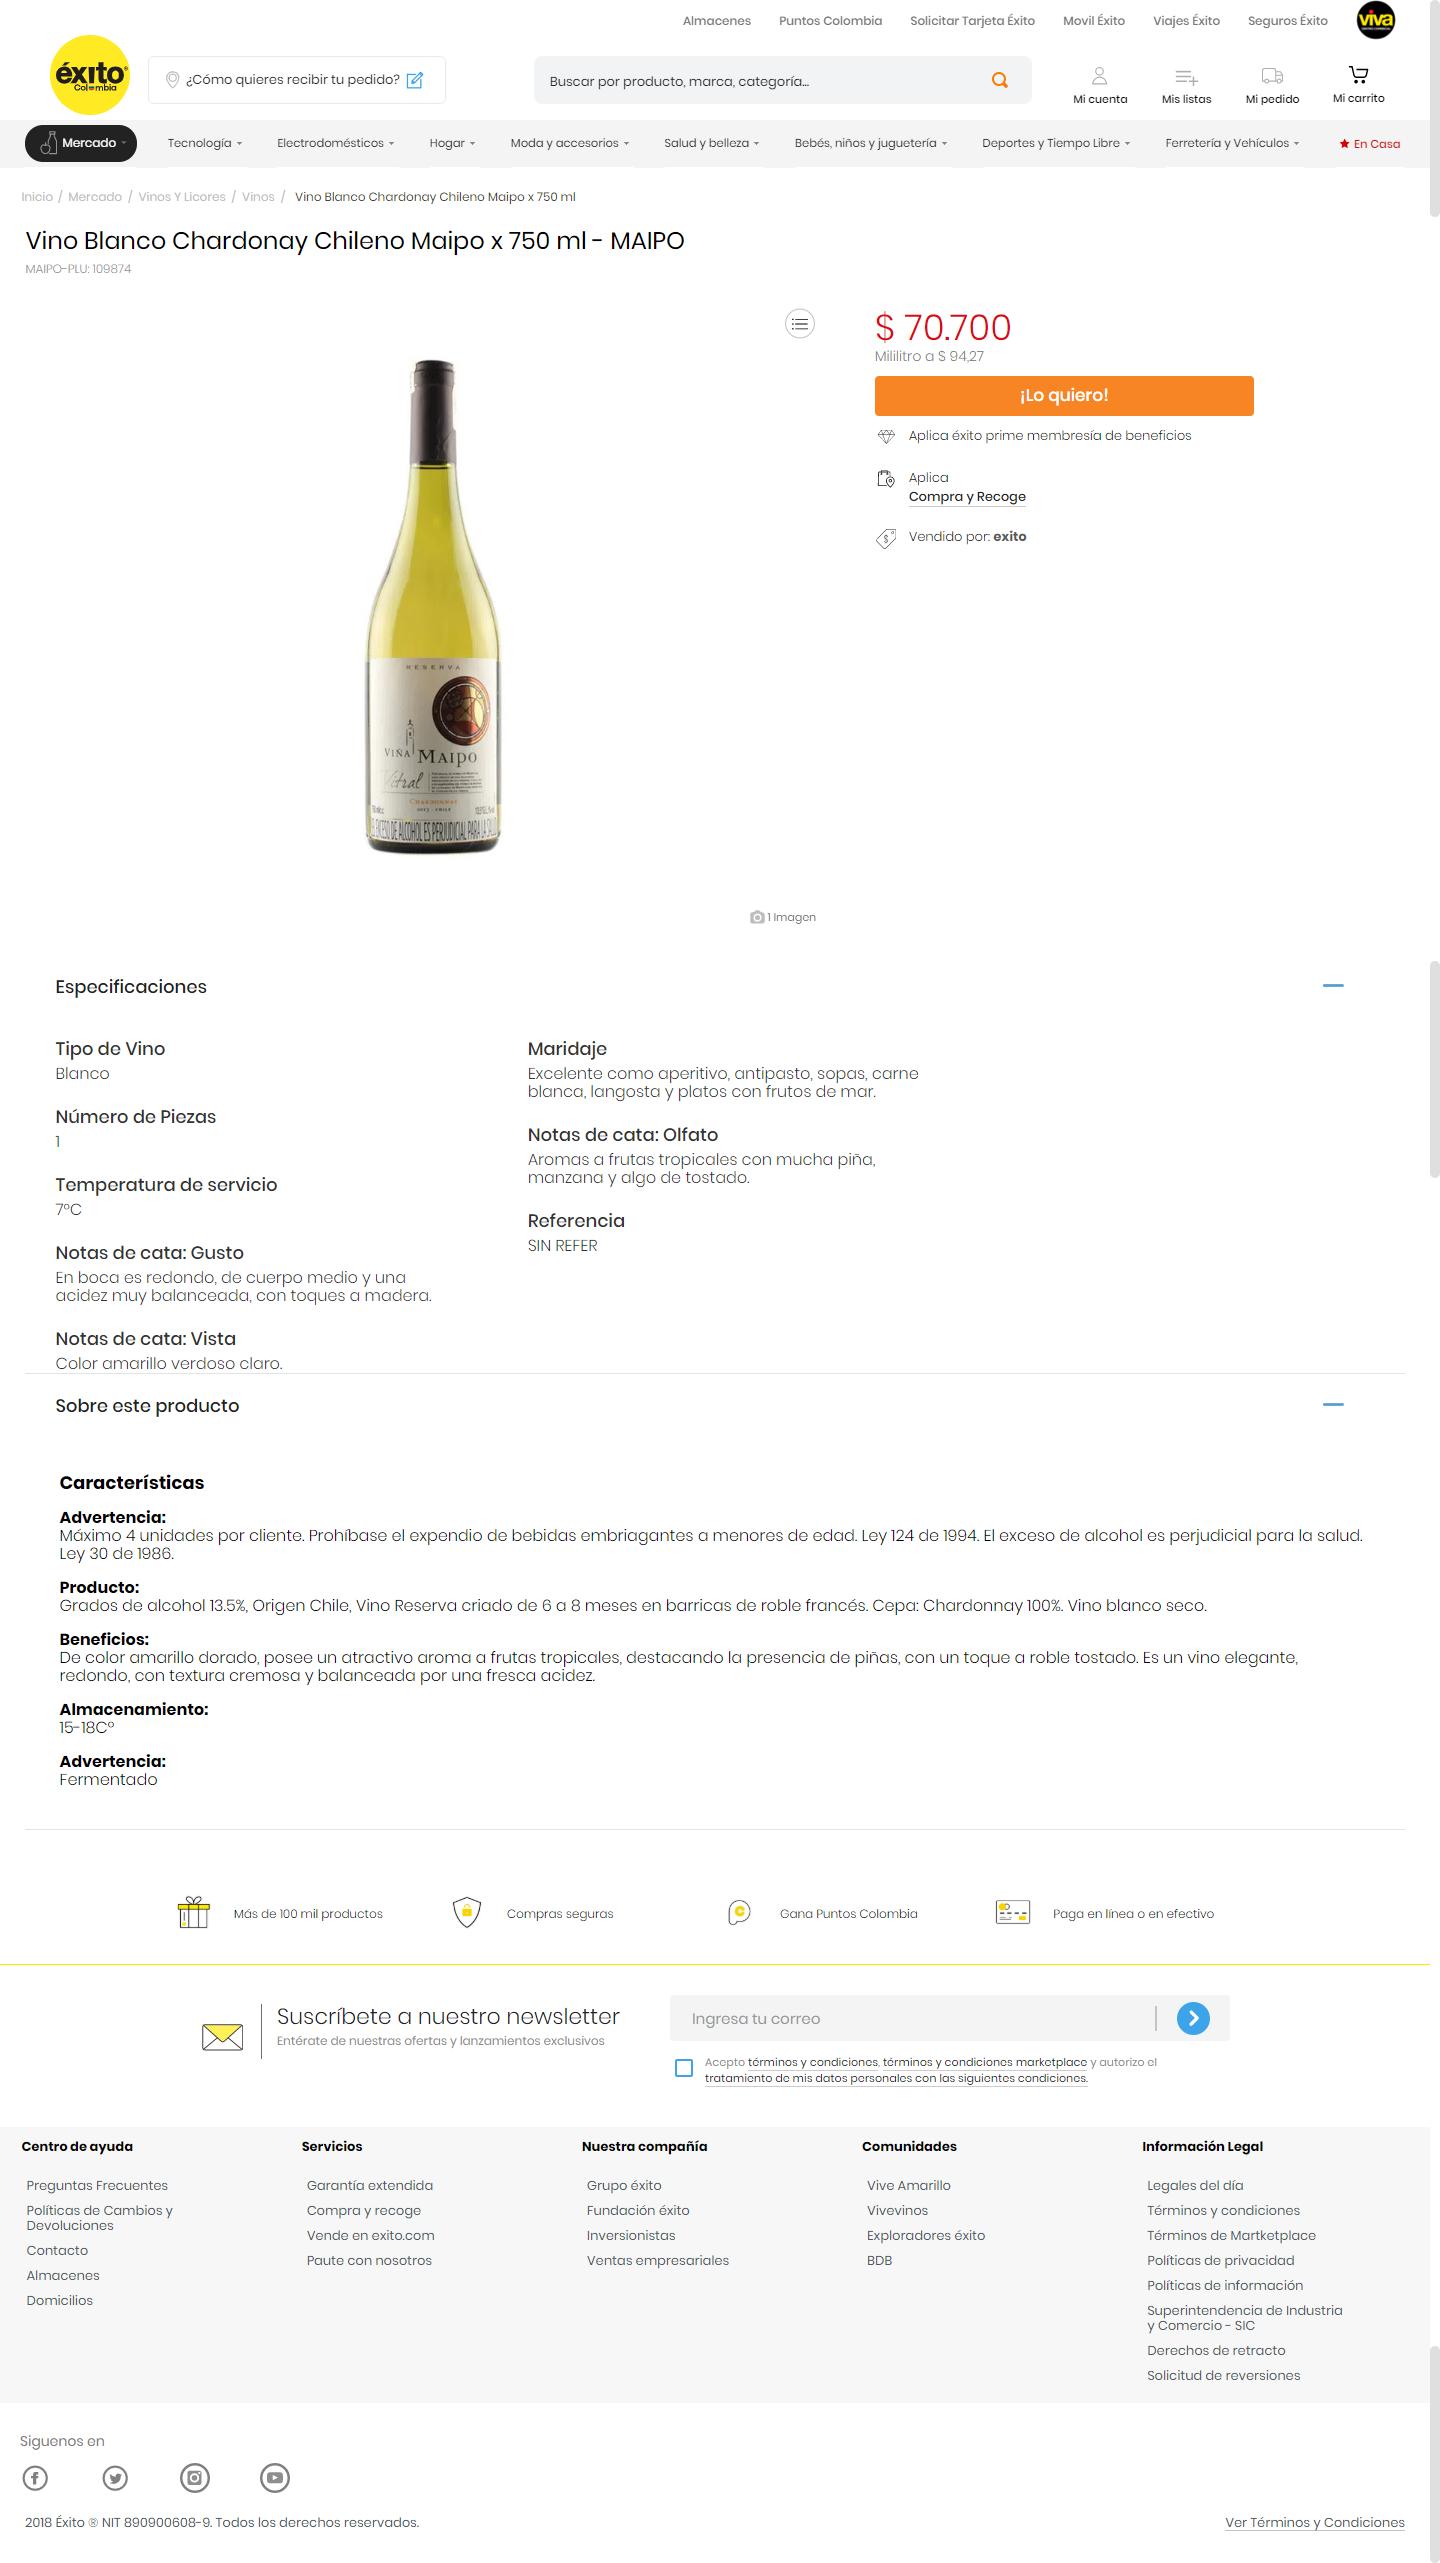 Almacenes Puntos Colombia Solicitar Tarjeta Éxito Movil Éxito Viajes Éxito Seguros Éxito viva
éxito
Colombia
¿Cómo quieres recibir tu pedido?
Buscar por producto, marca, categoría...
Mi cuenta Mis listas Mi pedido Mi carrito
Mercado Tecnología Electrodomésticos Hogar Moda y accesorios Salud y belleza Bebés, niños y juguetería Deportes y Tiempo Libre Ferretería y Vehículos En Casa
Inicio / Mercado / Vinos Y Licores / Vinos / Vino Blanco Chardonay Chileno Maipo x 750 ml
Vino Blanco Chardonay Chileno Maipo x 750 ml - MAIPO
MAIPO-PLU: 109874
$ 70.700
Mililitro a $ 94,27
¡Lo quiero!
Aplica éxito prime membresía de beneficios
Aplica
Compra y Recoge
Vendido por: exito
RESERVA
VIÑA MAIPO
Vitral
CHARDONNAY
EL EXCESO DE ALCOHOL ES PERJUDICIAL PARA LA SALUD
1 Imagen
Especificaciones
Tipo de Vino
Blanco
Número de Piezas
1
Temperatura de servicio
7ºC
Notas de cata: Gusto
En boca es redondo, de cuerpo medio y una
acidez muy balanceada, con toques a madera.
Notas de cata: Vista
Color amarillo verdoso claro.
Maridaje
Excelente como aperitivo, antipasto, sopas, carne
blanca, langosta y platos con frutos de mar.
Notas de cata: Olfato
Aromas a frutas tropicales con mucha piña,
manzana y algo de tostado.
Referencia
SIN REFER
Sobre este producto
Características
Advertencia:
Máximo 4 unidades por cliente. Prohíbase el expendio de bebidas embriagantes a menores de edad. Ley 124 de 1994. El exceso de alcohol es perjudicial para la salud.
Ley 30 de 1986.
Producto:
Grados de alcohol 13.5%, Origen Chile, Vino Reserva criado de 6 a 8 meses en barricas de roble francés. Cepa: Chardonnay 100%. Vino blanco seco.
Beneficios:
De color amarillo dorado, posee un atractivo aroma a frutas tropicales, destacando la presencia de piñas, con un toque a roble tostado. Es un vino elegante,
redondo, con textura cremosa y balanceada por una fresca acidez.
Almacenamiento:
15-18Cº
Advertencia:
Fermentado
Más de 100 mil productos Compras seguras Gana Puntos Colombia Paga en línea o en efectivo
Suscríbete a nuestro newsletter
Entérate de nuestras ofertas y lanzamientos exclusivos
Ingresa tu correo
Acepto términos y condiciones, términos y condiciones marketplace y autorizo el
tratamiento de mis datos personales con las siguientes condiciones.
Centro de ayuda
Preguntas Frecuentes
Políticas de Cambios y
Devoluciones
Contacto
Almacenes
Domicilios
Servicios
Garantía extendida
Compra y recoge
Vende en exito.com
Paute con nosotros
Nuestra compañía
Grupo éxito
Fundación éxito
Inversionistas
Ventas empresariales
Comunidades
Vive Amarillo
Vivevinos
Exploradores éxito
BDB
Información Legal
Legales del día
Términos y condiciones
Términos de Martketplace
Políticas de privacidad
Políticas de información
Superintendencia de Industria
y Comercio - SIC
Derechos de retracto
Solicitud de reversiones
Siguenos en
2018 Éxito ® NIT 890900608-9. Todos los derechos reservados.
Ver Términos y Condiciones